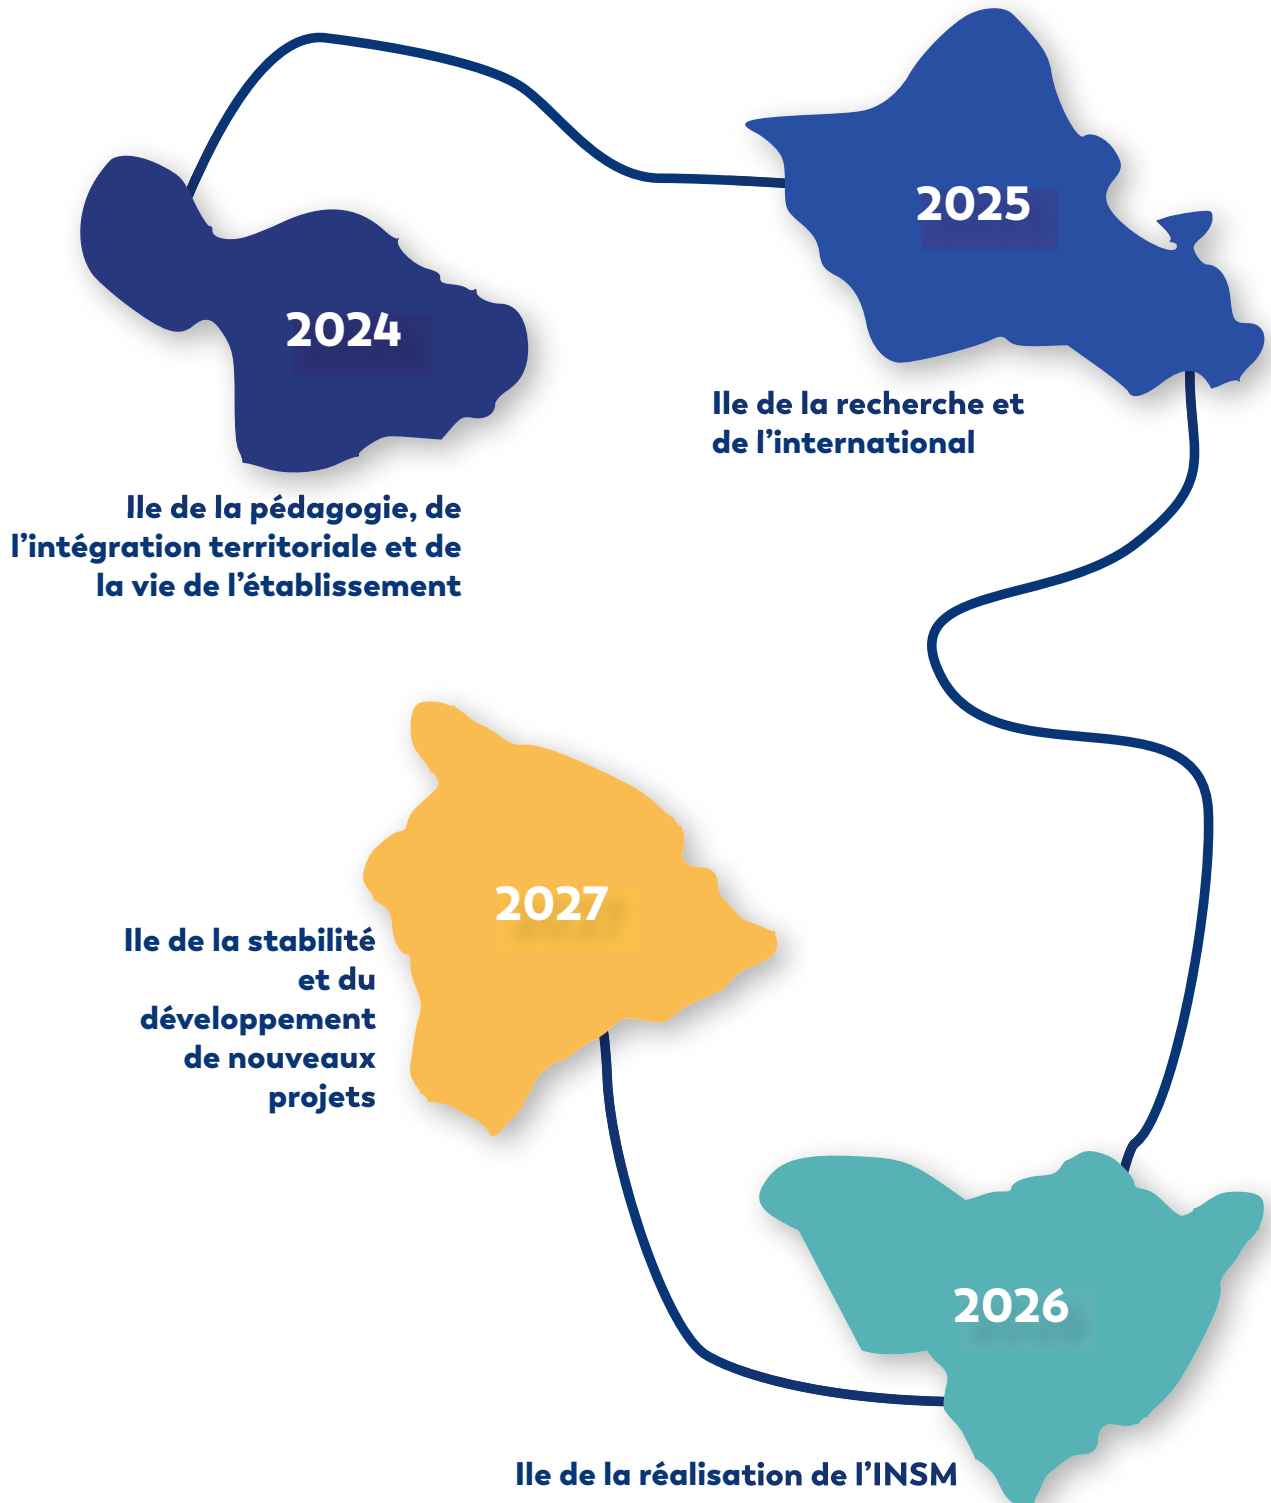 2024
Ile de la pédagogie, de
l'intégration territoriale et de
la vie de l'établissement
2025
Ile de la recherche et
de l'international
2026
Ile de la réalisation de l'INSM
2027
Ile de la stabilité
et du
développement
de nouveaux
projets